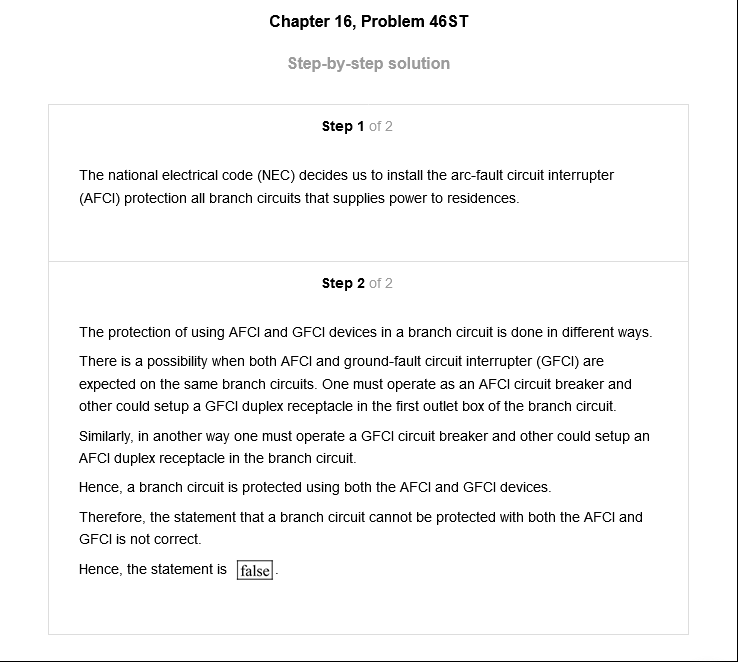 Chapter 16, Problem 46ST
Step-by-step solution
Step 1 of 2
The national electrical code (NEC) decides us to install the arc-fault circuit interrupter
(AFCI) protection all branch circuits that supplies power to residences.
Step 2 of 2
The protection of using AFCI and GFCI devices in a branch circuit is done in different ways.
There is a possibility when both AFCI and ground-fault circuit interrupter (GFCI) are
expected on the same branch circuits. One must operate as an AFCI circuit breaker and
other could setup a GFCI duplex receptacle in the first outlet box of the branch circuit.
Similarly, in another way one must operate a GFCI circuit breaker and other could setup an
AFCI duplex receptacle in the branch circuit.
Hence, a branch circuit is protected using both the AFCI and GFCI devices.
Therefore, the statement that a branch circuit cannot be protected with both the AFCI and
GFCI is not correct.
Hence, the statement is false.